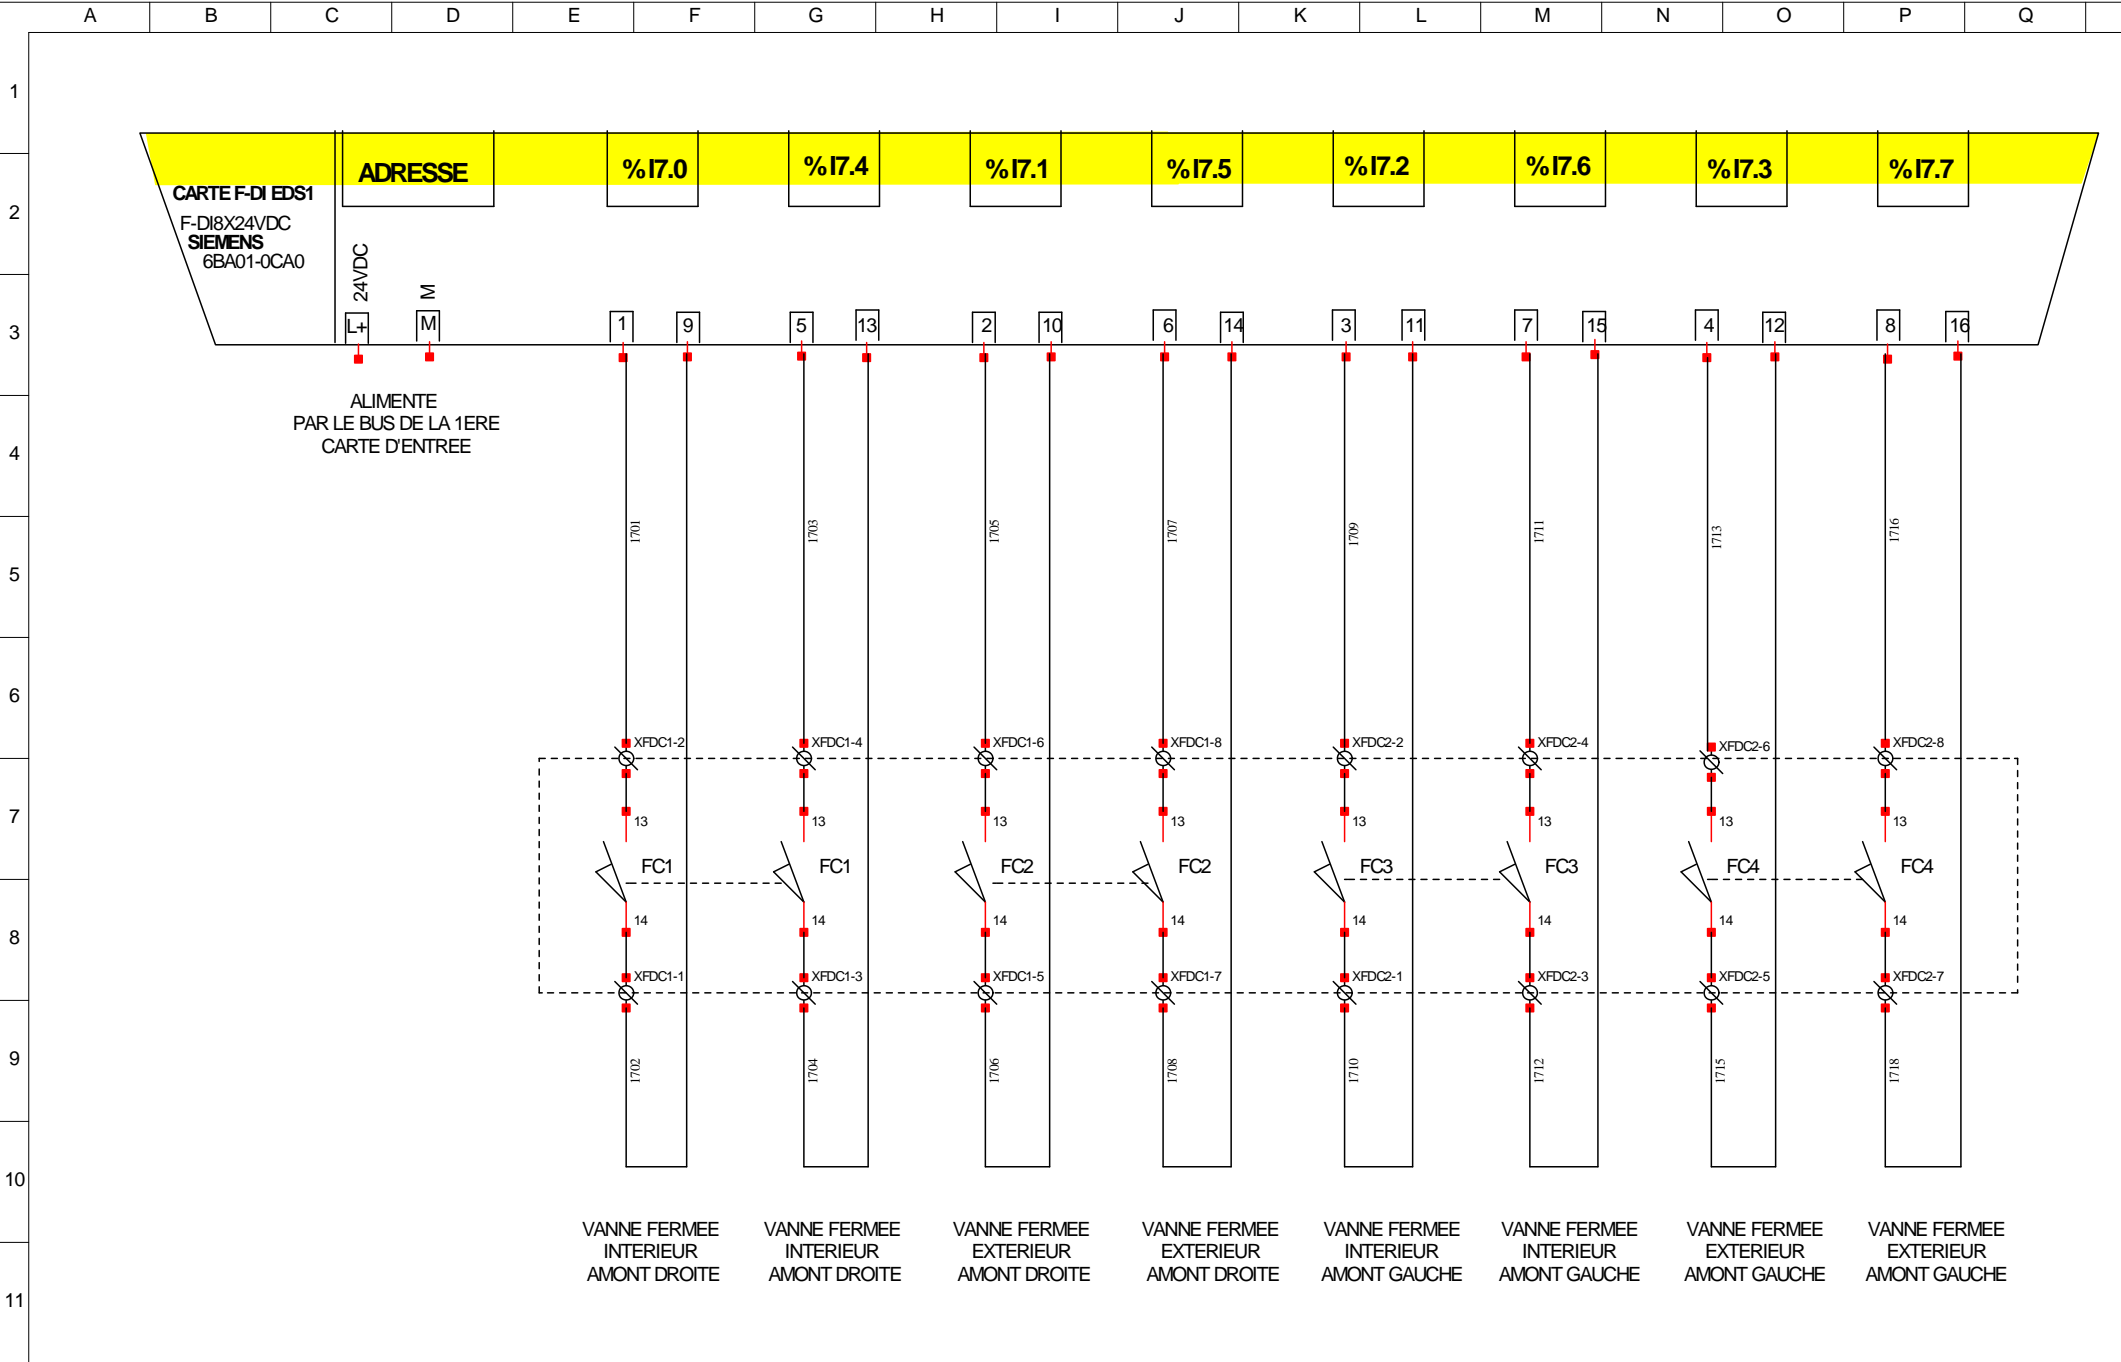 A B C D E F G H I J K L M N O P Q
1
2
3
4
5
6
7
8
9
10
11
ADRESSE %I7.0 %I7.4 %I7.1 %I7.5 %I7.2 %I7.6 %I7.3 %I7.7
CARTE F-DI EDS1
F-DI8X24VDC
SIEMENS
6BA01-0CA0
24VDC M
L+ M 1 9 5 13 2 10 6 14 3 11 7 15 4 12 8 16
ALIMENTE
PAR LE BUS DE LA 1ERE
CARTE D'ENTREE
1701 1703 1705 1707 1709 1711 1713 1716
XFDC1-2 XFDC1-4 XFDC1-6 XFDC1-8 XFDC2-2 XFDC2-4 XFDC2-6 XFDC2-8
13 13 13 13 13 13 13 13
FC1 FC1 FC2 FC2 FC3 FC3 FC4 FC4
14 14 14 14 14 14 14 14
XFDC1-1 XFDC1-3 XFDC1-5 XFDC1-7 XFDC2-1 XFDC2-3 XFDC2-5 XFDC2-7
1702 1704 1706 1708 1710 1712 1715 1718
VANNE FERMEE
INTERIEUR
AMONT DROITE
VANNE FERMEE
INTERIEUR
AMONT DROITE
VANNE FERMEE
EXTERIEUR
AMONT DROITE
VANNE FERMEE
EXTERIEUR
AMONT DROITE
VANNE FERMEE
INTERIEUR
AMONT GAUCHE
VANNE FERMEE
INTERIEUR
AMONT GAUCHE
VANNE FERMEE
EXTERIEUR
AMONT GAUCHE
VANNE FERMEE
EXTERIEUR
AMONT GAUCHE